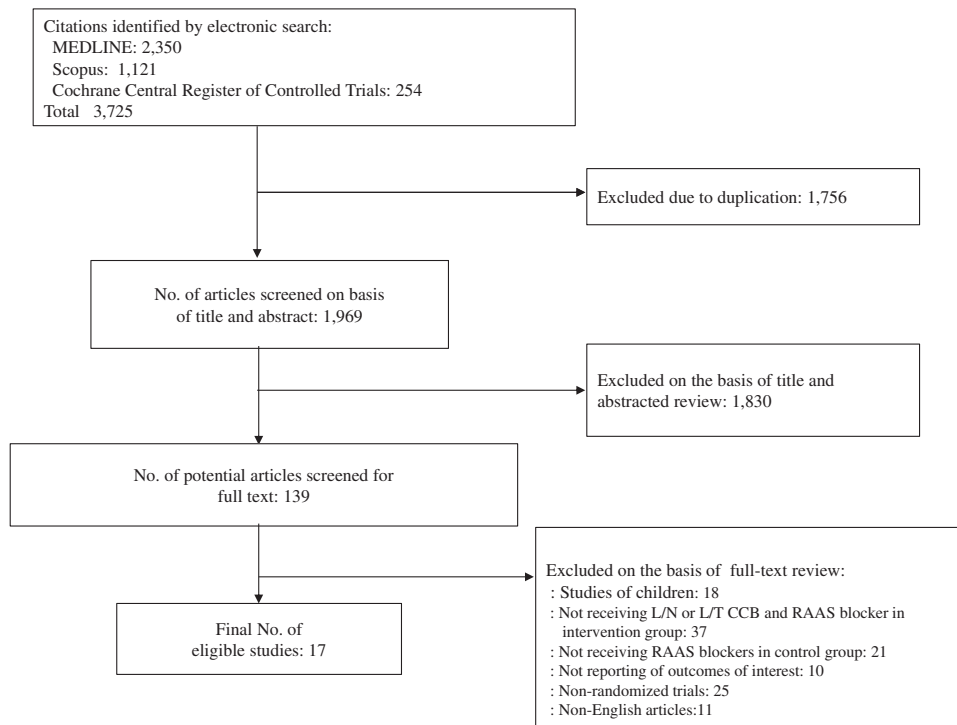 Citations identified by electronic search:
MEDLINE: 2,350
Scopus: 1,121
Cochrane Central Register of Controlled Trials: 254
Total 3,725
Excluded due to duplication: 1,756
No. of articles screened on basis
of title and abstract: 1,969
Excluded on the basis of title and
abstracted review: 1,830
No. of potential articles screened for
full text: 139
Excluded on the basis of full-text review:
: Studies of children: 18
: Not receiving L/N or L/T CCB and RAAS blocker in
intervention group: 37
: Not receiving RAAS blockers in control group: 21
: Not reporting of outcomes of interest: 10
: Non-randomized trials: 25
: Non-English articles:11
Final No. of
eligible studies: 17